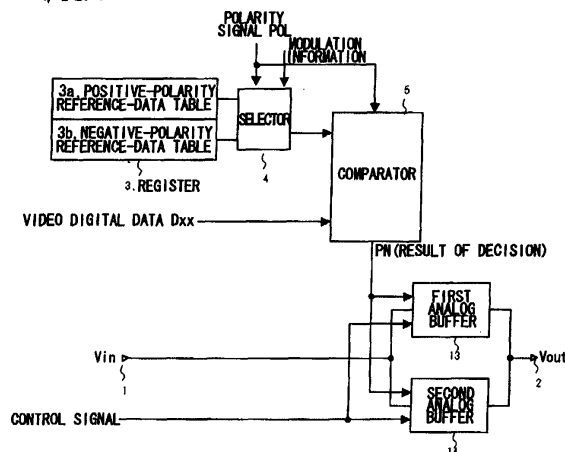 POLARITY
SIGNAL POL
MODULATION
INFORMATION
3a. POSITIVE-POLARITY
REFERENCE-DATA TABLE
3b. NEGATIVE-POLARITY
REFERENCE-DATA TABLE
3. REGISTER
SELECTOR
4
5
COMPARATOR
VIDEO DIGITAL DATA Dxx
PN(RESULT OF DECISION)
FIRST
ANALOG
BUFFER
13
Vin
1
Vout
2
SECOND
ANALOG
BUFFER
CONTROL SIGNAL